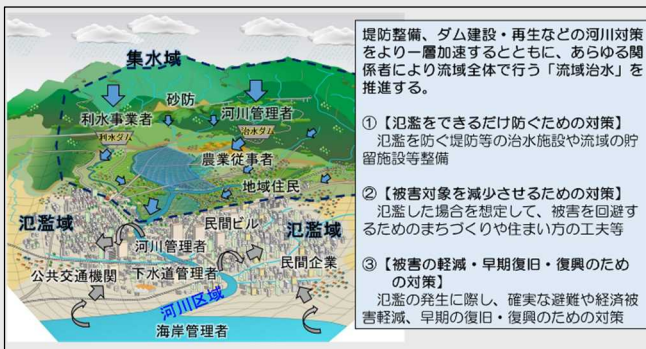 集水域
砂防
利水事業者
河川管理者
利水ダム
治水ダム
農業従事者
地域住民
氾濫域
民間ビル
氾濫域
河川管理者
公共交通機関
下水道管理者
民間企業
河川区域
海岸管理者
堤防整備、ダム建設・再生などの河川対策
をより一層加速するとともに、あらゆる関
係者により流域全体で行う「流域治水」を
推進する。
①【氾濫をできるだけ防ぐための対策】
氾濫を防ぐ堤防等の治水施設や流域の貯
留施設等整備
②【被害対象を減少させるための対策】
氾濫した場合を想定して、被害を回避す
るためのまちづくりや住まい方の工夫等
③【被害の軽減・早期復旧・復興のため
の対策】
氾濫の発生に際し、確実な避難や経済被
害軽減、早期の復旧・復興のための対策